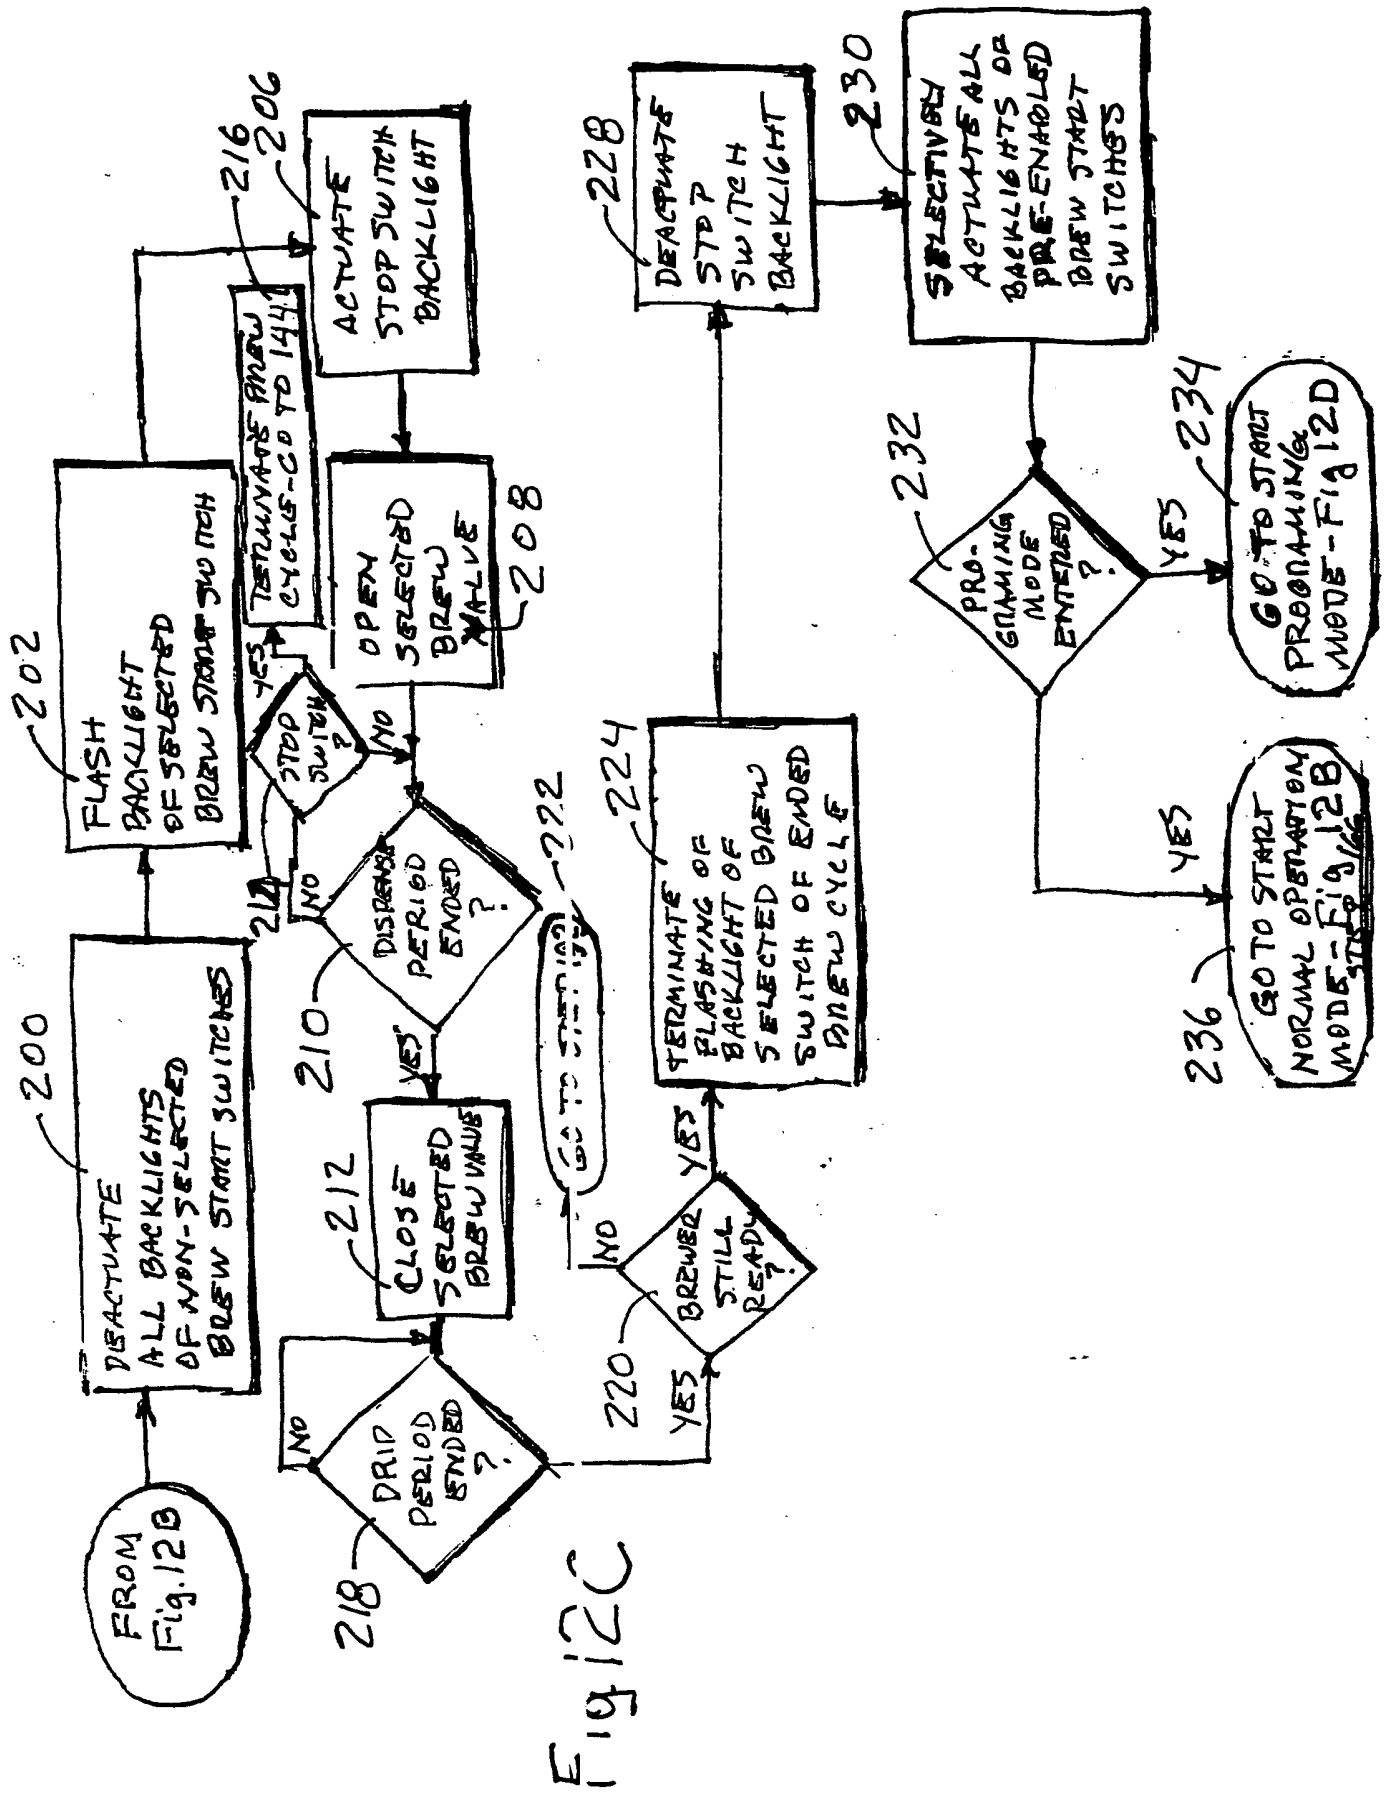 FROM
Fig. 12B
200
DEACTUATE
ALL BACKLIGHTS
OF NON-SELECTED
BREW START SWITCHES
202
FLASH
BACKLIGHT
OF SELECTED
BREW START SWITCH
206
ACTUATE
STOP SWITCH
BACKLIGHT
OPEN
SELECTED
BREW
VALVE
208
210
DISPENSE
PERIOD
ENDED
?
NO
YES
STOP
SWITCH
?
NO
YES
216
TERMINATE BREW
CYCLE-GO TO 144
212
CLOSE
SELECTED
BREW VALVE
218
DRIP
PERIOD
ENDED
?
NO
YES
220
BREWER
STILL
READY
?
NO
YES
222
GO TO
224
TERMINATE
FLASHING OF
BACKLIGHT OF
SELECTED BREW
SWITCH OF ENDED
BREW CYCLE
228
DEACTUATE
STOP
SWITCH
BACKLIGHT
230
SELECTIVELY
ACTUATE ALL
BACKLIGHTS OF
PRE-ENABLED
BREW START
SWITCHES
232
PRO-
GRAMING
MODE
ENTERED
?
YES
234
GO TO START
PROGRAMING
MODE-Fig 12D
YES
236
GO TO START
NORMAL OPERATION
MODE-Fig 12B
Fig 12C